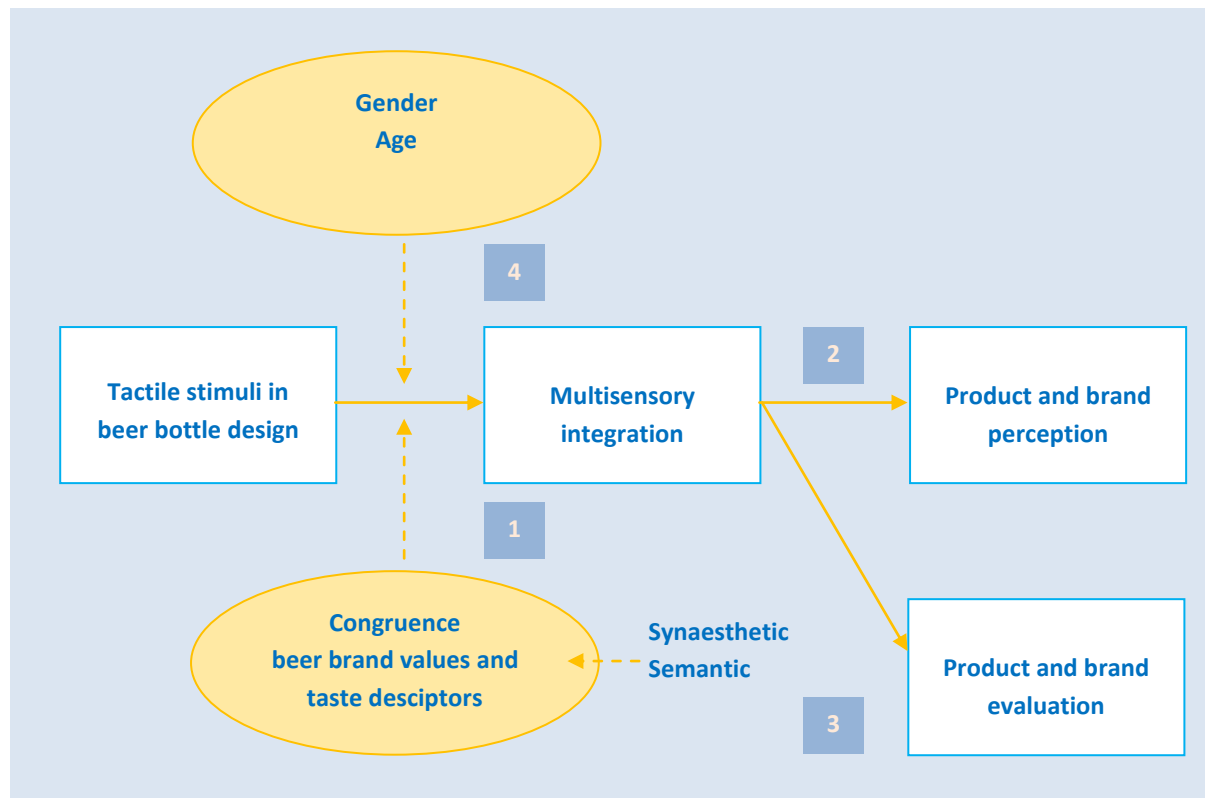 Gender
Age
4
Tactile stimuli in
beer bottle design
Multisensory
integration
2
Product and brand
perception
1
Congruence
beer brand values and
taste desciptors
Synaesthetic
Semantic
3
Product and brand
evaluation